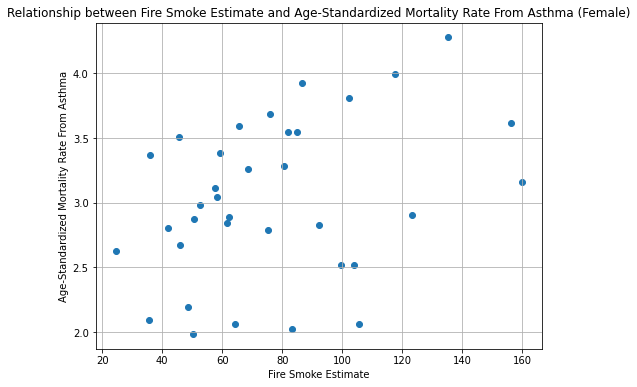 Relationship between Fire Smoke Estimate and Age-Standardized Mortality Rate From Asthma (Female)
Age-Standardized Mortality Rate From Asthma
4.0
3.5
3.0
2.5
2.0
20 40 60 80 100 120 140 160
Fire Smoke Estimate